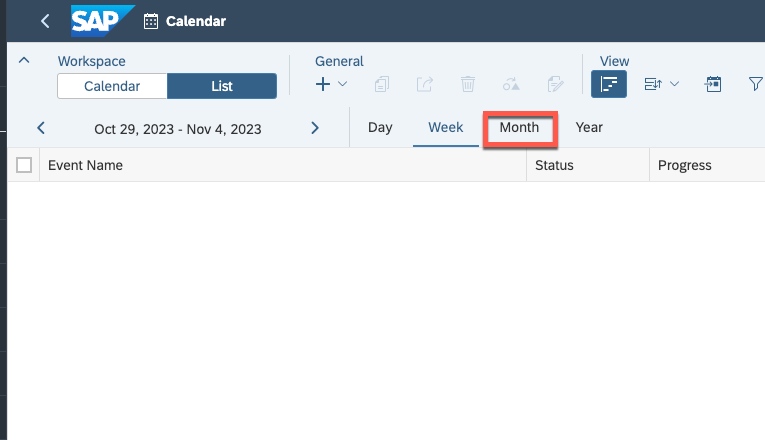 SAP Calendar
Workspace General View
Calendar List
Oct 29, 2023 - Nov 4, 2023 Day Week Month Year
Event Name Status Progress